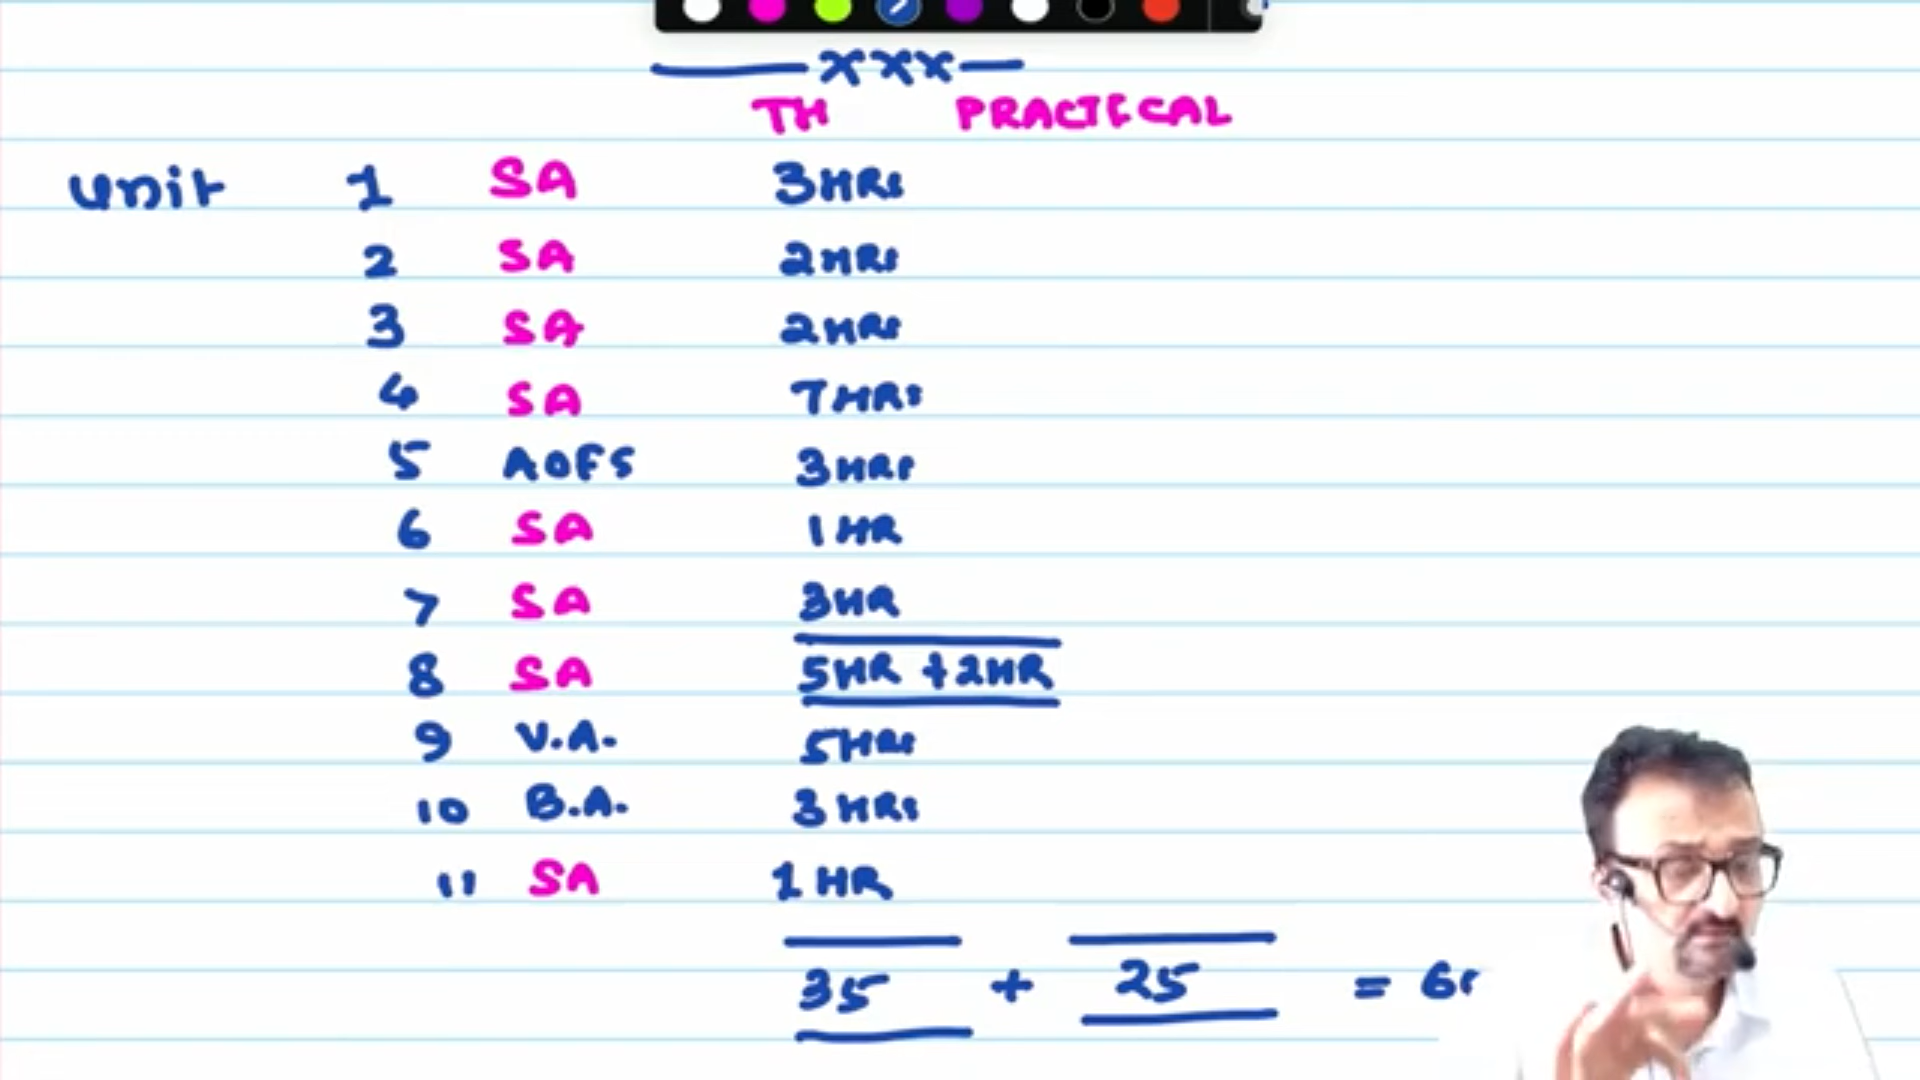 xxx
TH PRACTICAL
Unit 1 SA 3HRs
2 SA 2HRs
3 SA 2HRs
4 SA 7HRs
5 AOFS 3HRs
6 SA 1HR
7 SA 3HR
8 SA 5HR +2HR
9 V.A. 5HRs
10 B.A. 3HRs
11 SA 1HR
35 + 25 =